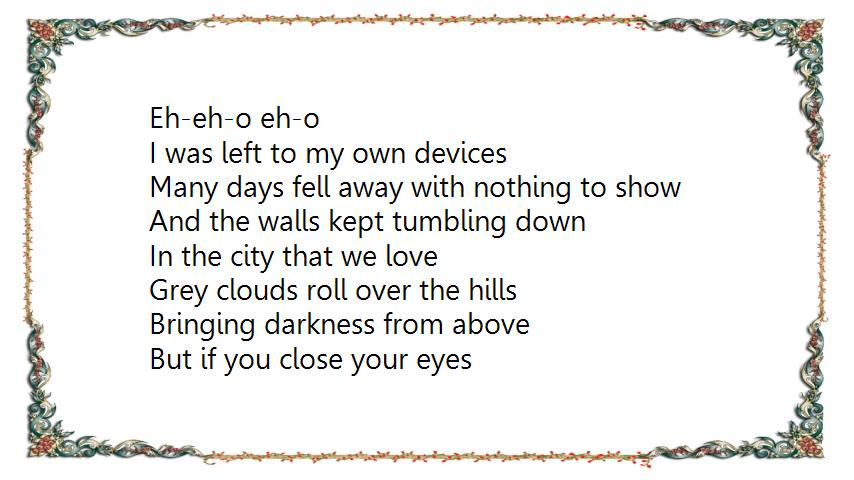 Eh-eh-o eh-o
I was left to my own devices
Many days fell away with nothing to show
And the walls kept tumbling down
In the city that we love
Grey clouds roll over the hills
Bringing darkness from above
But if you close your eyes